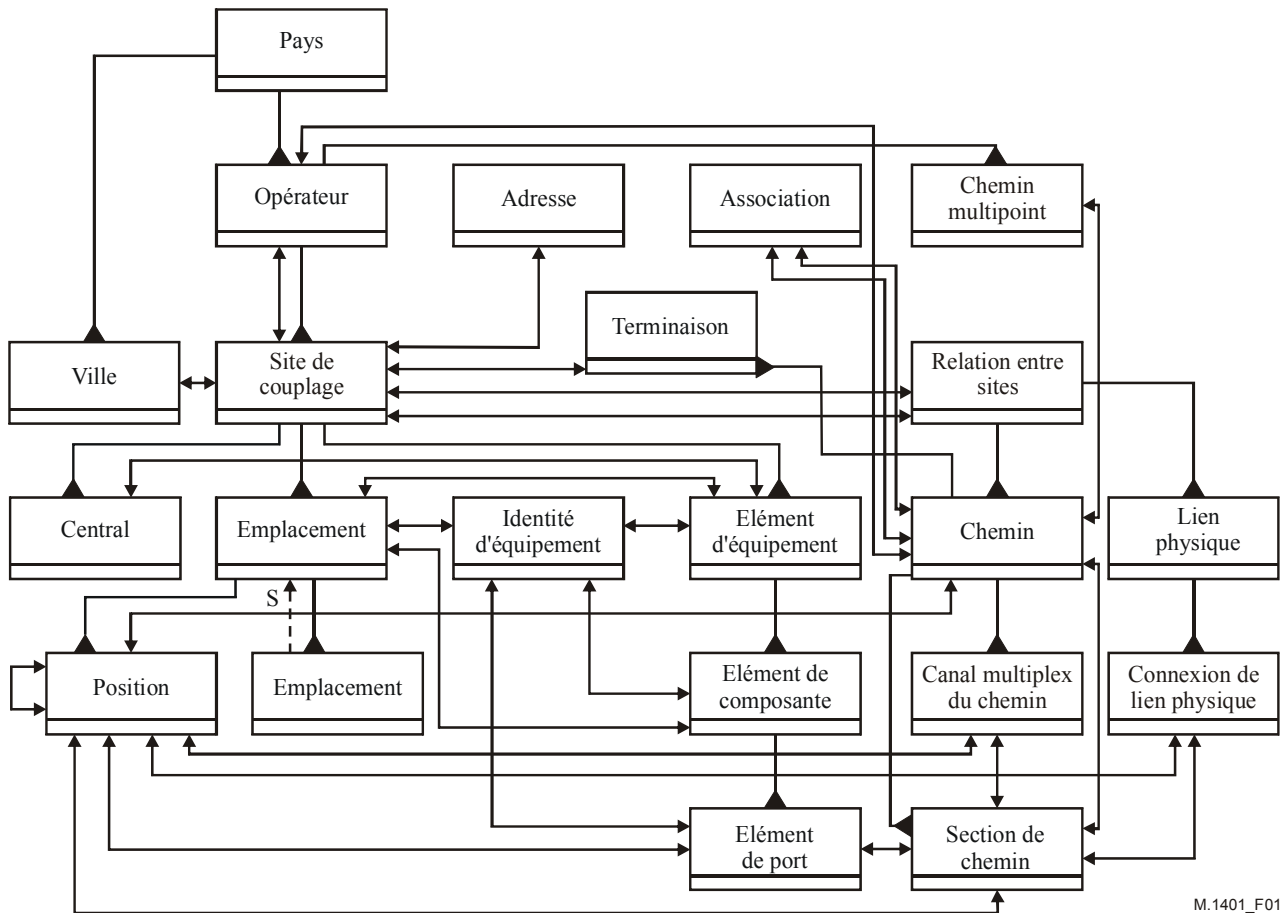 Pays
Opérateur
Adresse
Association
Chemin
multipoint
Terminaison
Ville
Site de
couplage
Relation entre
sites
Central
Emplacement
Identité
d'équipement
Elément
d'équipement
Chemin
Lien
physique
S
Position
Emplacement
Elément de
composante
Canal multiplex
du chemin
Connexion de
lien physique
Elément
de port
Section de
chemin
M.1401_F01